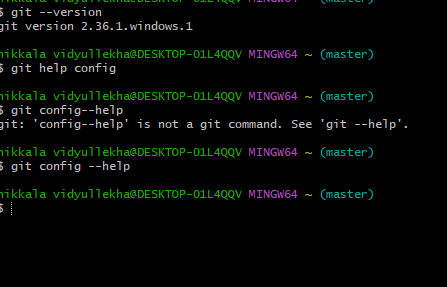 $ git --version
git version 2.36.1.windows.1
nikkala vidyullekha@DESKTOP-01L4QQV MINGW64 ~ (master)
$ git help config
nikkala vidyullekha@DESKTOP-01L4QQV MINGW64 ~ (master)
$ git config--help
git: 'config--help' is not a git command. See 'git --help'.
nikkala vidyullekha@DESKTOP-01L4QQV MINGW64 ~ (master)
$ git config --help
nikkala vidyullekha@DESKTOP-01L4QQV MINGW64 ~ (master)
$